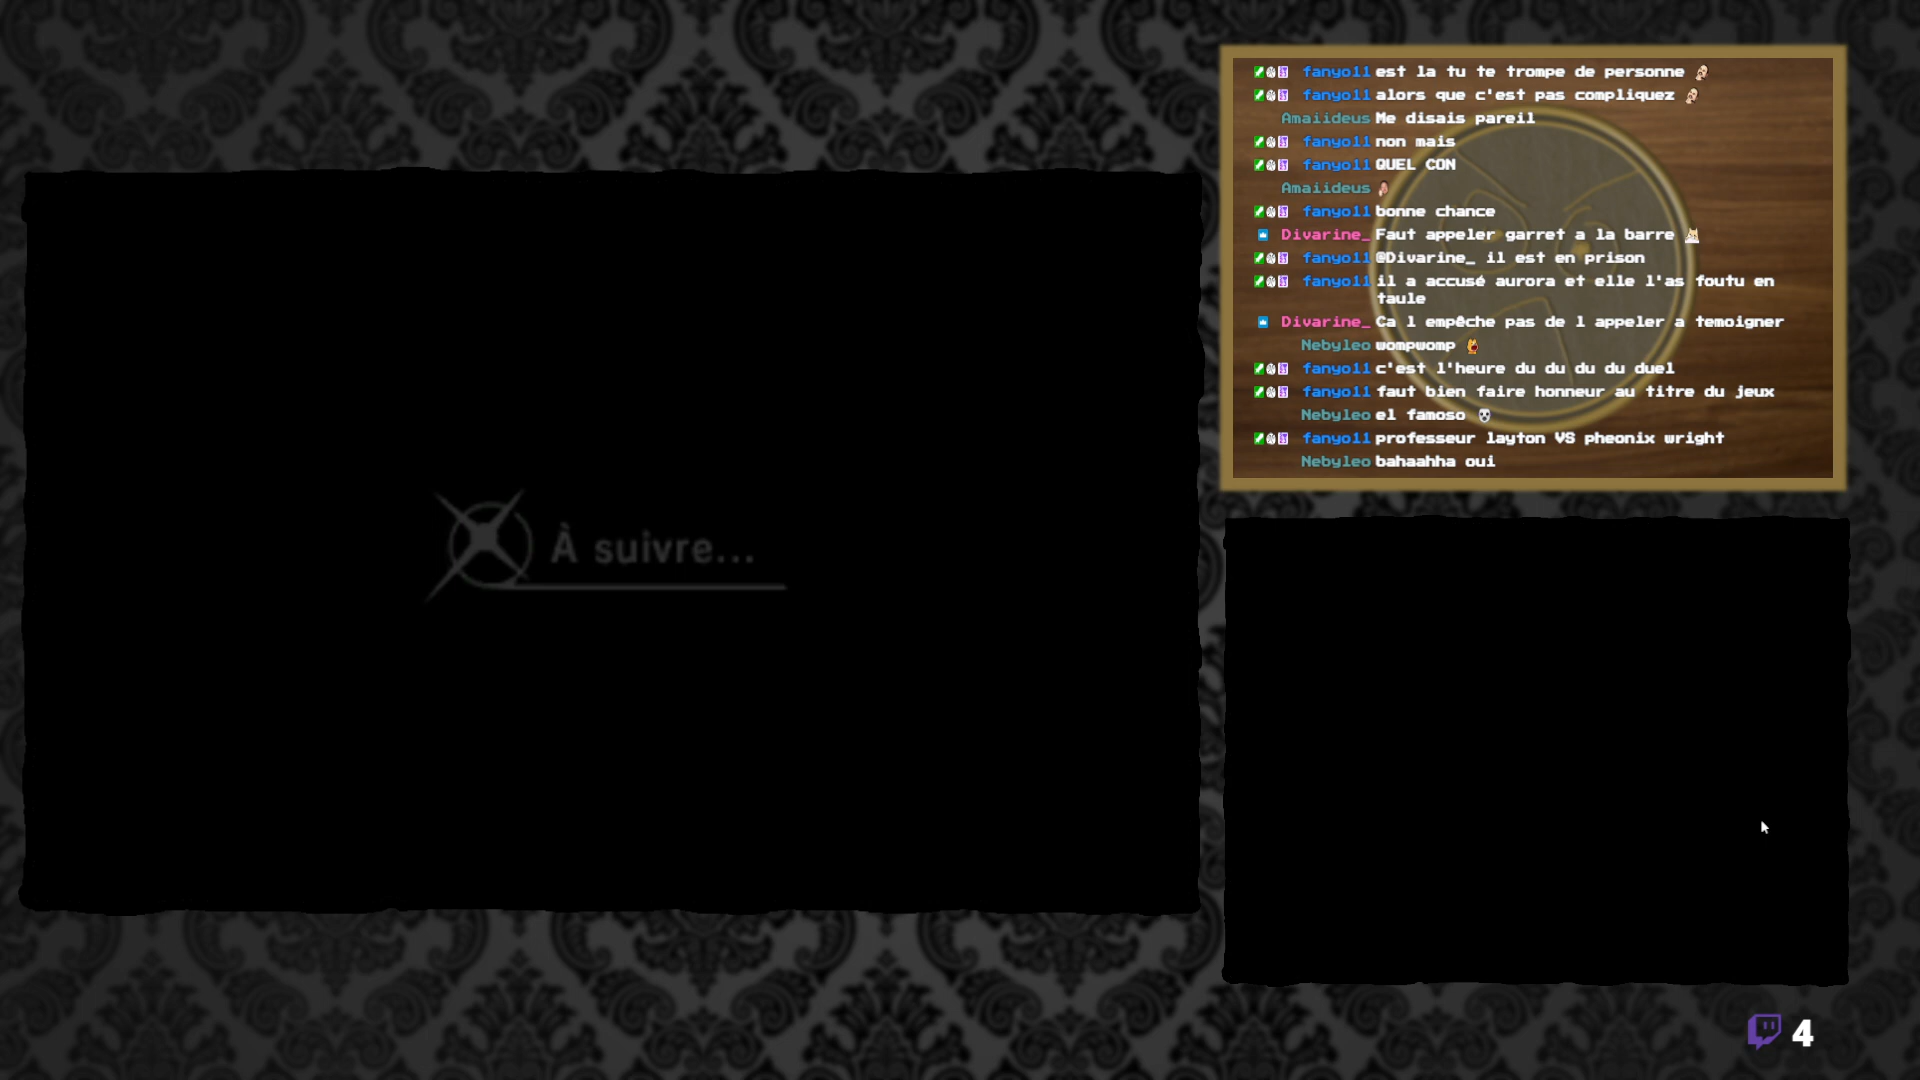 fanyo11 est la tu te trompe de personne
fanyo11 alors que c'est pas compliquez
Amaiideus Me disais pareil
fanyo11 non mais
fanyo11 QUEL CON
Amaiideus
fanyo11 bonne chance
Divarine_ Faut appeler garret a la barre
fanyo11 @Divarine_ il est en prison
fanyo11 il a accusé aurora et elle l'as foutu en
taule
Divarine_ Ca l empêche pas de l appeler a temoigner
Nebyleo wompwomp
fanyo11 c'est l'heure du du du du duel
fanyo11 faut bien faire honneur au titre du jeux
Nebyleo el famoso
fanyo11 professeur layton VS pheonix wright
Nebyleo bahaahha oui
À suivre...
4